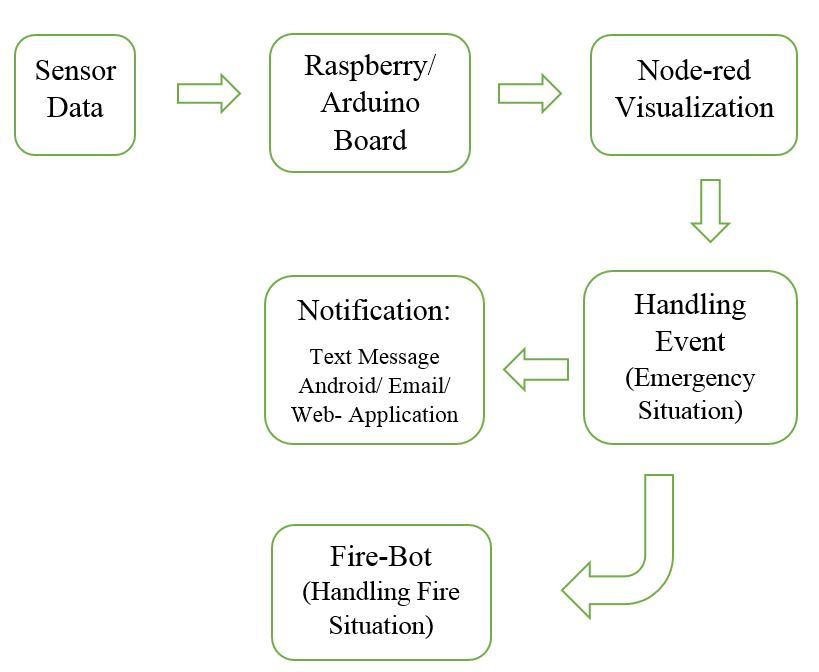 Sensor
Data
Raspberry/
Arduino
Board
Node-red
Visualization
Handling
Event
(Emergency
Situation)
Notification:
Text Message
Android/ Email/
Web- Application
Fire-Bot
(Handling Fire
Situation)